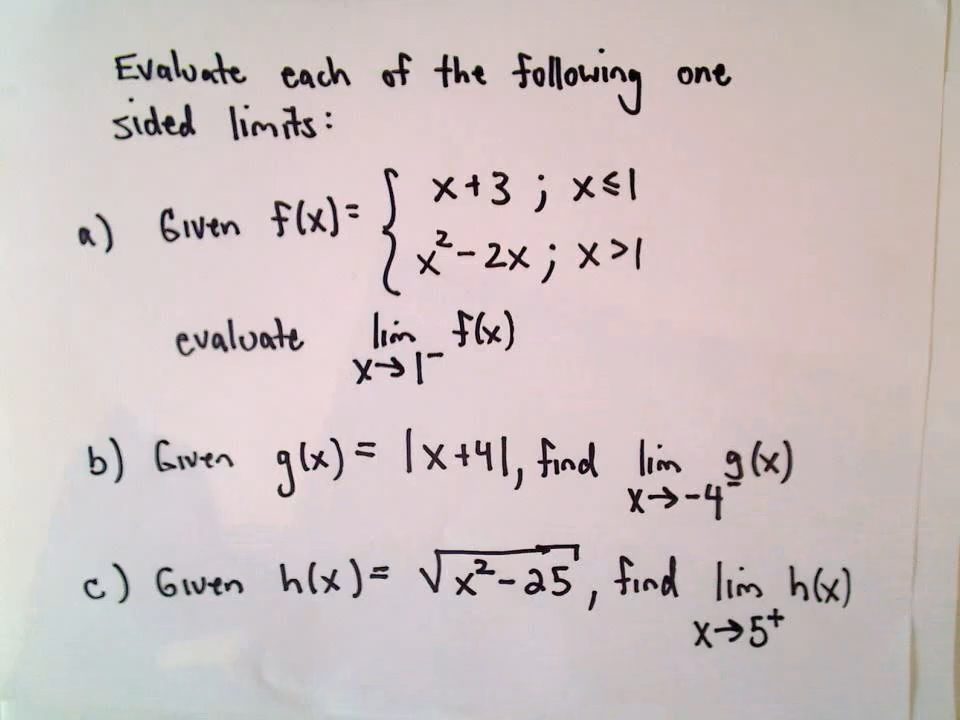 Evaluate each of the following one
sided limits:
a) Given f(x)= { x+3 ; x≤1
x²-2x ; x>1
evaluate lim f(x)
x→1⁻
b) Given g(x)= |x+4|, find lim g(x)
x→-4⁻
c) Given h(x)= √(x²-25), find lim h(x)
x→5⁺